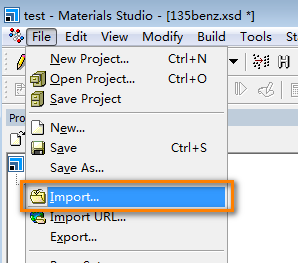 test - Materials Studio - [135benz.xsd *]
File Edit View Modify Build Tools
New Project... Ctrl+N
Open Project... Ctrl+O
Save Project
New...
Save Ctrl+S
Save As...
Import...
Import URL...
Export...